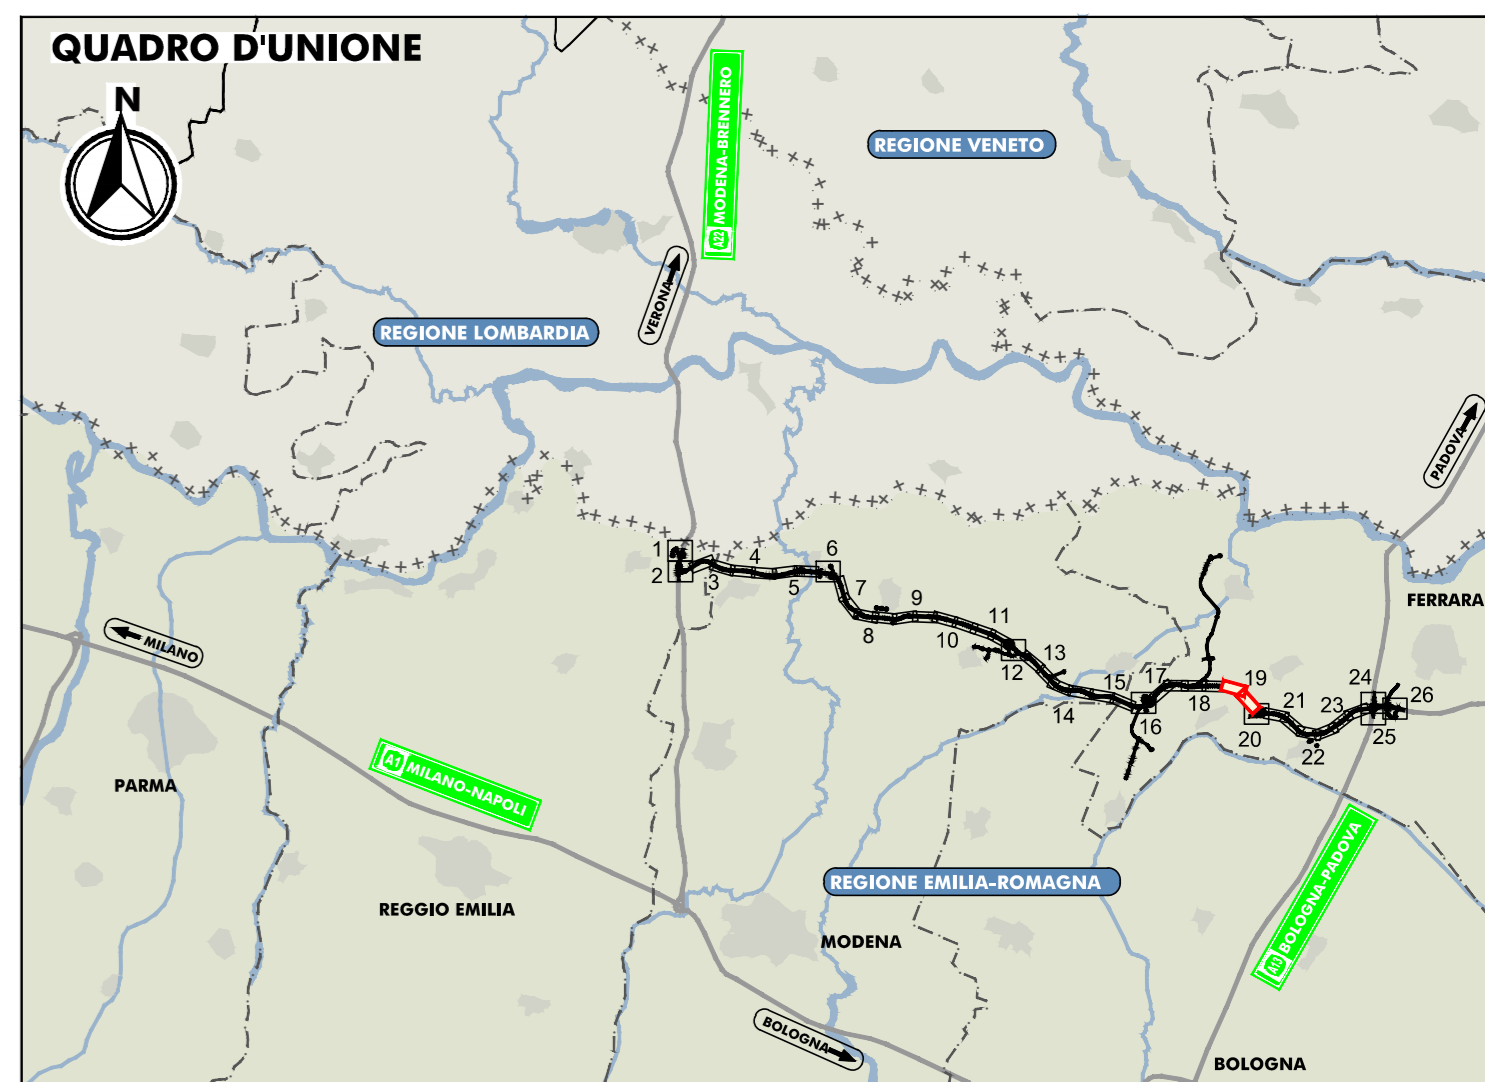 QUADRO D'UNIONE
N
A22 MODENA-BRENNERO
REGIONE VENETO
VERONA
REGIONE LOMBARDIA
PADOVA
1
2
3
4
5
6
7
8
9
10
11
12
13
14
15
16
17
18
19
20
21
22
23
24
25
26
FERRARA
MILANO
PARMA
A1 MILANO-NAPOLI
REGIONE EMILIA-ROMAGNA
REGGIO EMILIA
MODENA
A13 BOLOGNA-PADOVA
BOLOGNA
BOLOGNA